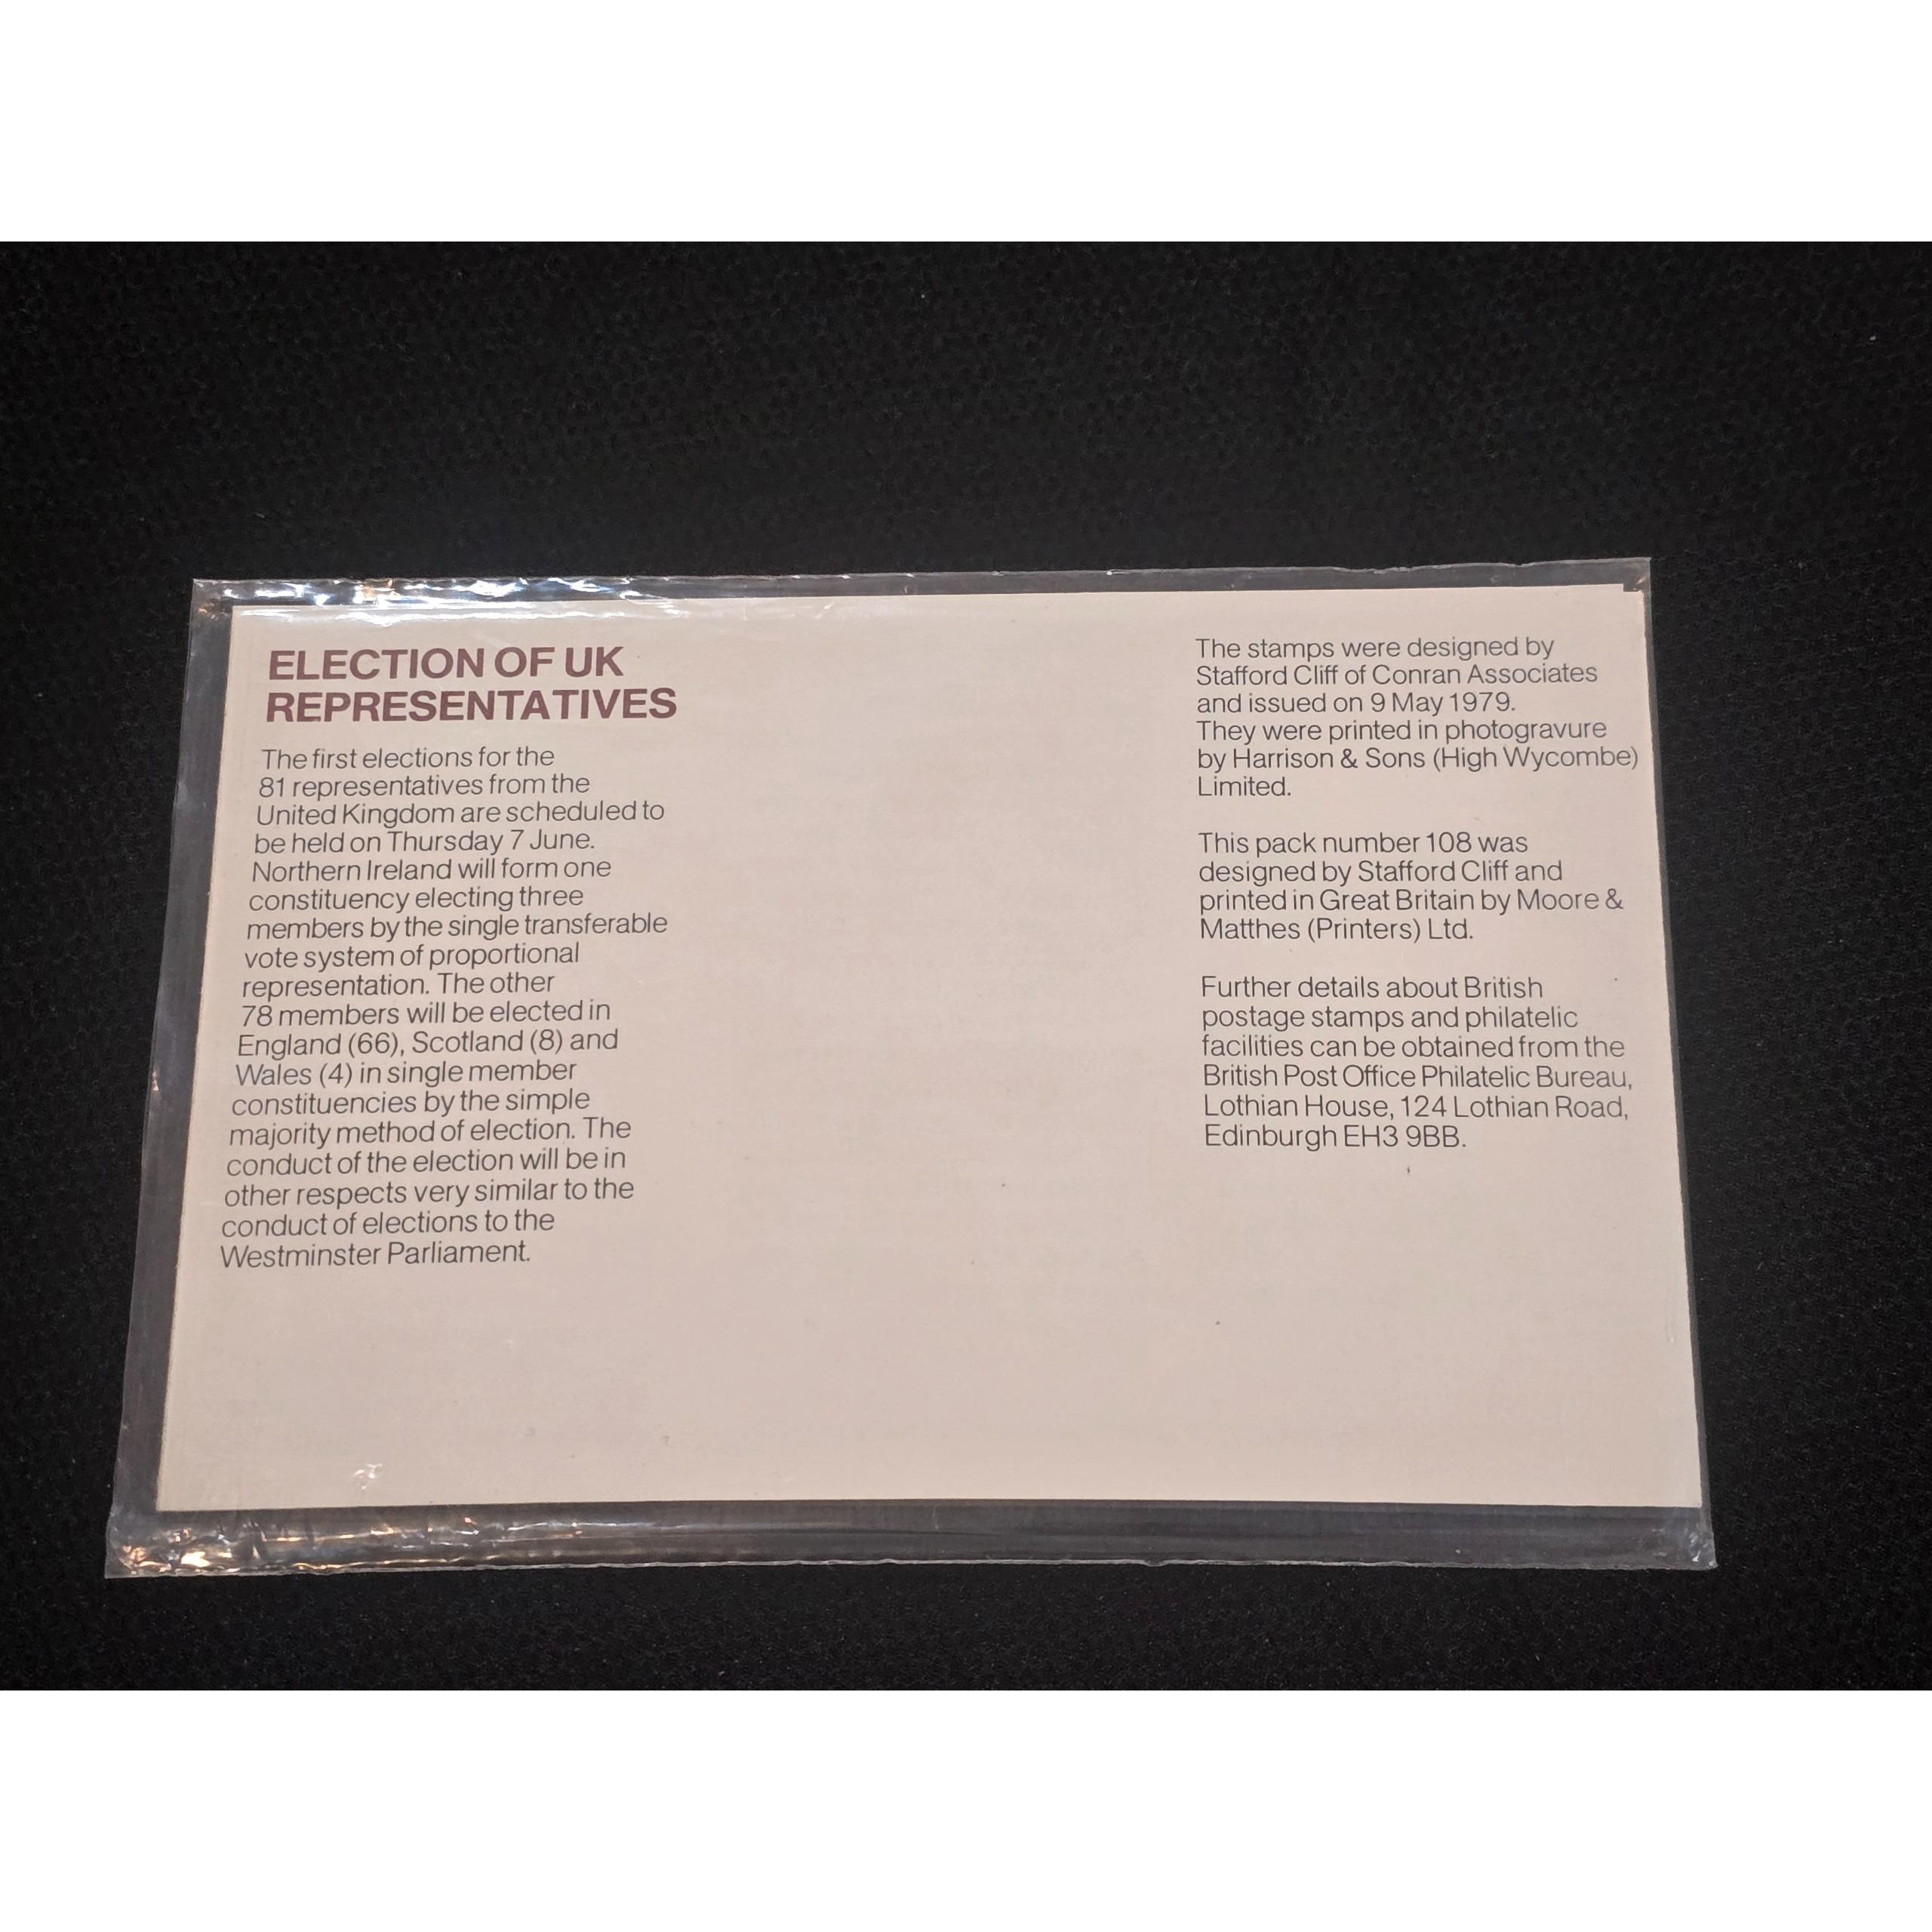 ELECTION OF UK
REPRESENTATIVES
The first elections for the
81 representatives from the
United Kingdom are scheduled to
be held on Thursday 7 June.
Northern Ireland will form one
constituency electing three
members by the single transferable
vote system of proportional
representation. The other
78 members will be elected in
England (66), Scotland (8) and
Wales (4) in single member
constituencies by the simple
majority method of election. The
conduct of the election will be in
other respects very similar to the
conduct of elections to the
Westminster Parliament.
The stamps were designed by
Stafford Cliff of Conran Associates
and issued on 9 May 1979.
They were printed in photogravure
by Harrison & Sons (High Wycombe)
Limited.
This pack number 108 was
designed by Stafford Cliff and
printed in Great Britain by Moore &
Matthes (Printers) Ltd.
Further details about British
postage stamps and philatelic
facilities can be obtained from the
British Post Office Philatelic Bureau,
Lothian House, 124 Lothian Road,
Edinburgh EH3 9BB.